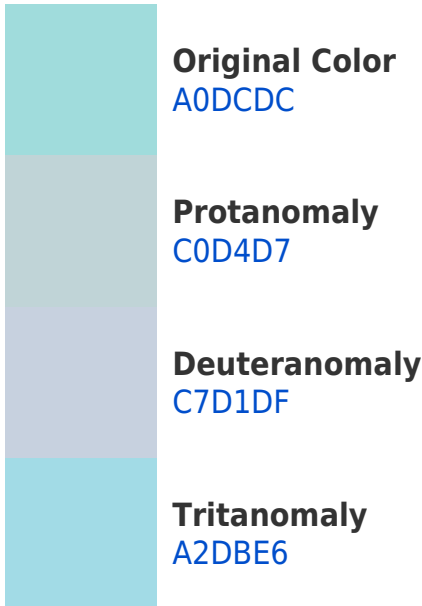 Original Color
A0DCDC
Protanomaly
C0D4D7
Deuteranomaly
C7D1DF
Tritanomaly
A2DBE6